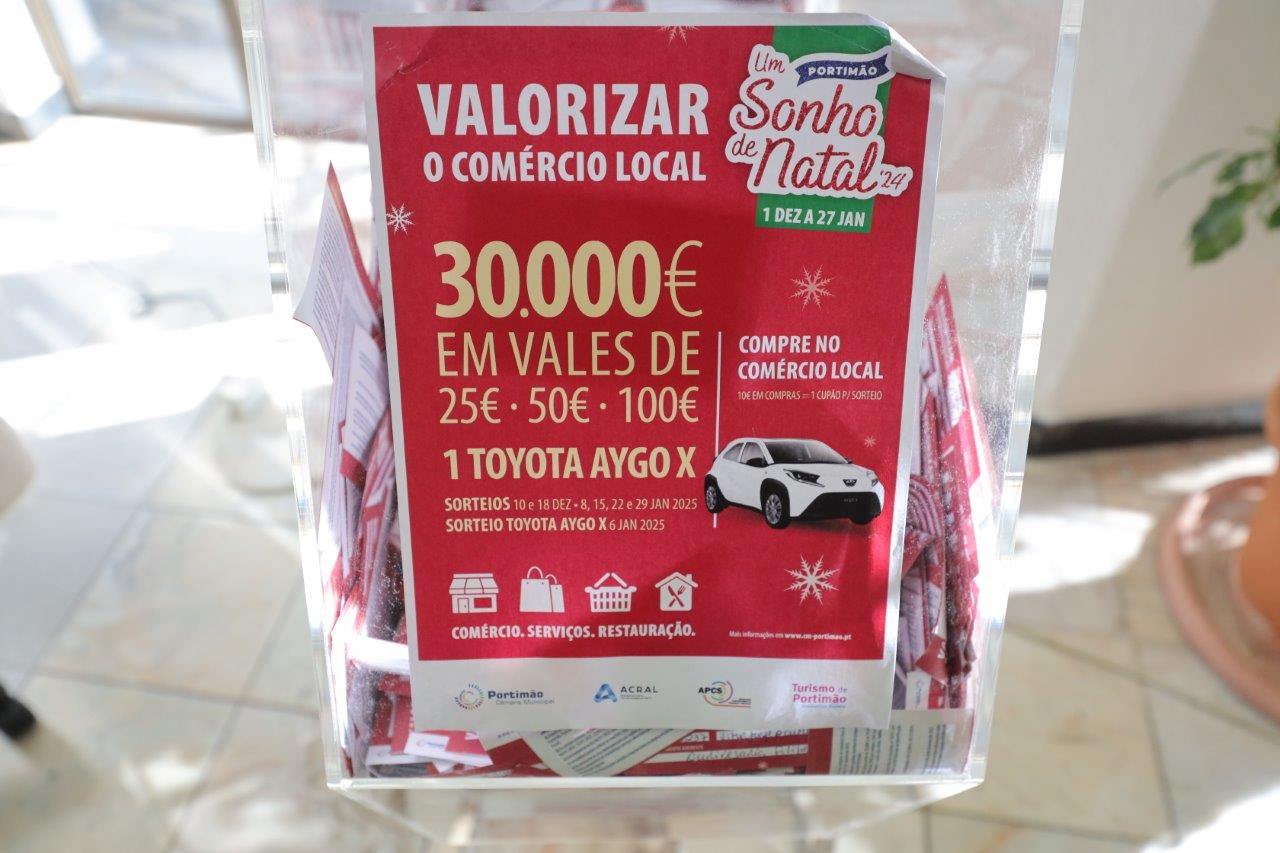 VALORIZAR
O COMÉRCIO LOCAL
Um
PORTIMÃO
Sonho
de Natal '24
1 DEZ A 27 JAN
30.000€
EM VALES DE
25€ · 50€ · 100€
1 TOYOTA AYGO X
SORTEIOS 10 e 18 DEZ • 8, 15, 22 e 29 JAN 2025
SORTEIO TOYOTA AYGO X 6 JAN 2025
COMPRE NO
COMÉRCIO LOCAL
10€ EM COMPRAS = 1 CUPÃO P/ SORTEIO
COMÉRCIO. SERVIÇOS. RESTAURAÇÃO.
Mais informações em www.cm-portimao.pt
Portimão
Câmara Municipal
ACRAL
APCS
Turismo de
Portimão